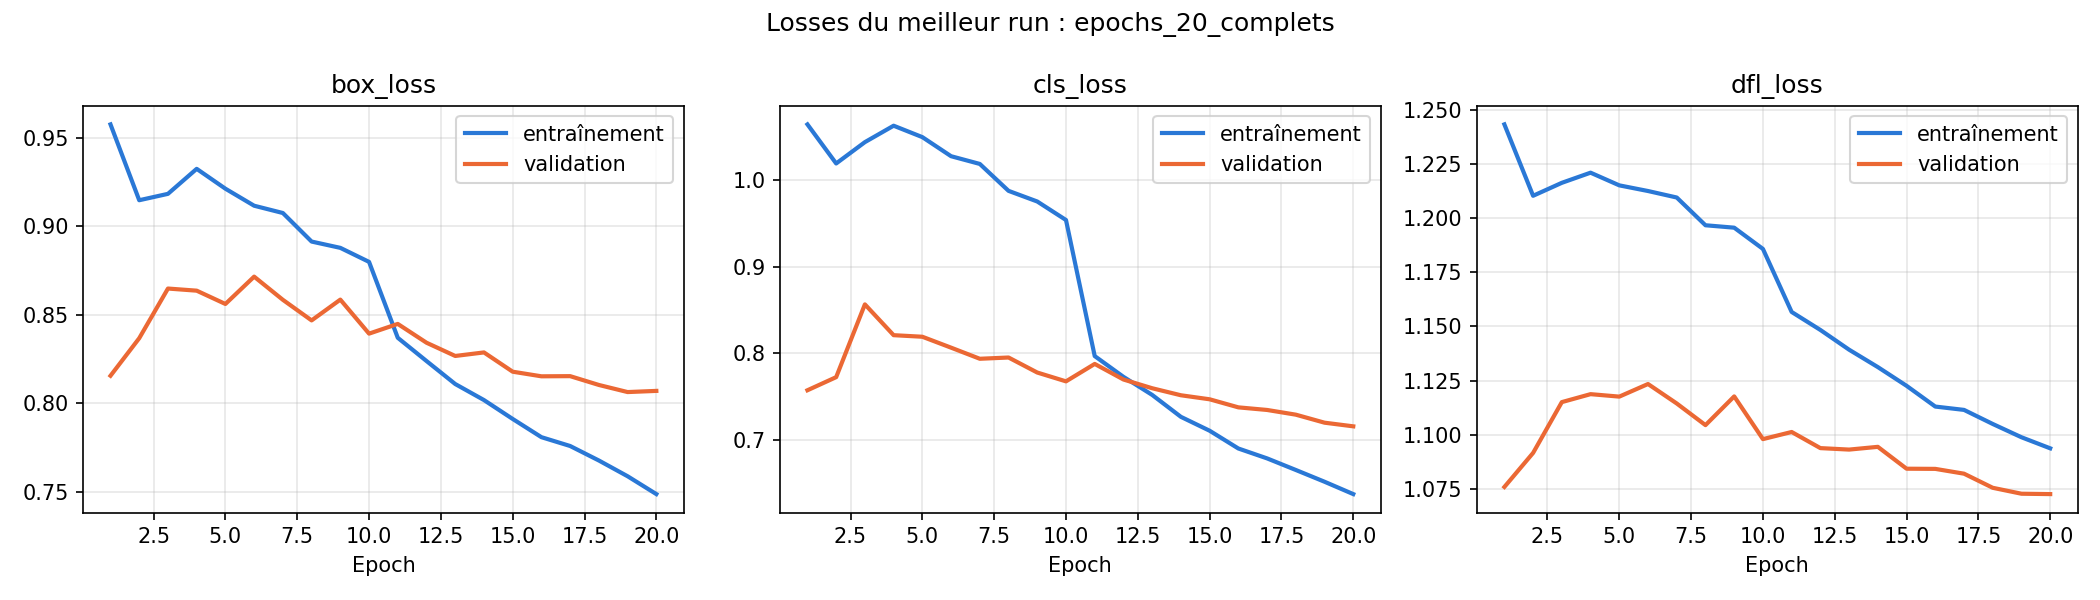 Losses du meilleur run : epochs_20_complets
box_loss
0.95
0.90
0.85
0.80
0.75
entraînement
validation
2.5 5.0 7.5 10.0 12.5 15.0 17.5 20.0
Epoch
cls_loss
1.0
0.9
0.8
0.7
entraînement
validation
2.5 5.0 7.5 10.0 12.5 15.0 17.5 20.0
Epoch
dfl_loss
1.250
1.225
1.200
1.175
1.150
1.125
1.100
1.075
entraînement
validation
2.5 5.0 7.5 10.0 12.5 15.0 17.5 20.0
Epoch